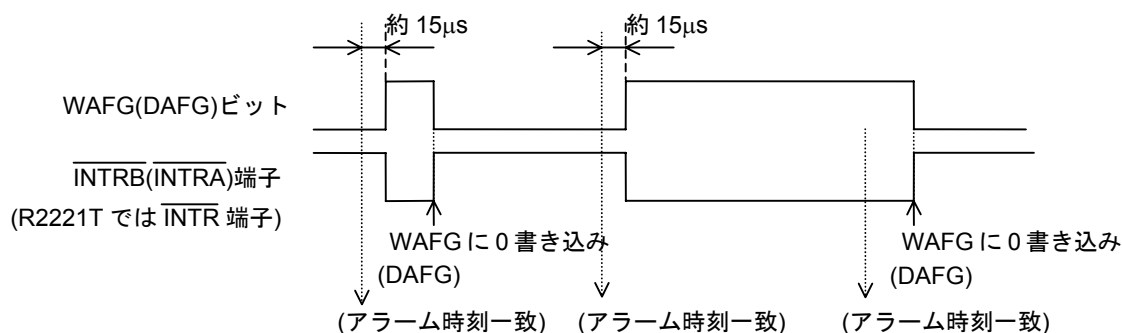 約 15μs
約 15μs
WAFG(DAFG)ビット
INTRB(INTRA)端子
(R2221T では INTR 端子)
WAFG に 0 書き込み
(DAFG)
WAFG に 0 書き込み
(DAFG)
(アラーム時刻一致)
(アラーム時刻一致)
(アラーム時刻一致)